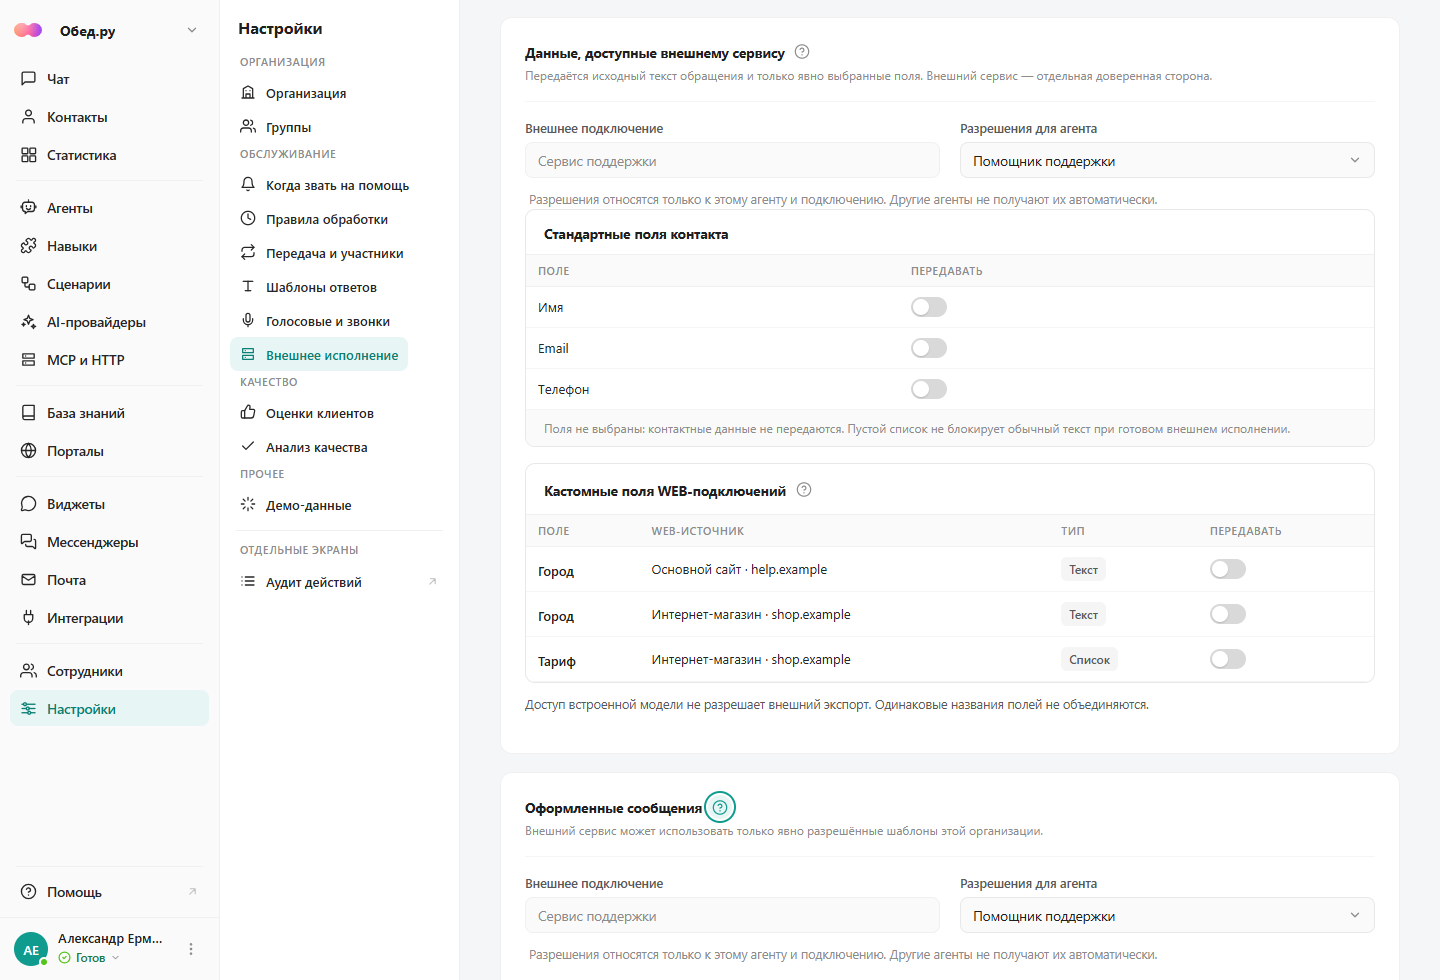 Обед.ру
Чат
Контакты
Статистика
Агенты
Навыки
Сценарии
AI-провайдеры
MCP и HTTP
База знаний
Порталы
Виджеты
Мессенджеры
Почта
Интеграции
Сотрудники
Настройки
Помощь
AE
Александр Ерм...
Готов
Настройки
ОРГАНИЗАЦИЯ
Организация
Группы
ОБСЛУЖИВАНИЕ
Когда звать на помощь
Правила обработки
Передача и участники
Шаблоны ответов
Голосовые и звонки
Внешнее исполнение
КАЧЕСТВО
Оценки клиентов
Анализ качества
ПРОЧЕЕ
Демо-данные
ОТДЕЛЬНЫЕ ЭКРАНЫ
Аудит действий
Данные, доступные внешнему сервису
Передаётся исходный текст обращения и только явно выбранные поля. Внешний сервис — отдельная доверенная сторона.
Внешнее подключение
Разрешения для агента
Сервис поддержки
Помощник поддержки
Разрешения относятся только к этому агенту и подключению. Другие агенты не получают их автоматически.
Стандартные поля контакта
ПОЛЕ ПЕРЕДАВАТЬ
Имя
Email
Телефон
Поля не выбраны: контактные данные не передаются. Пустой список не блокирует обычный текст при готовом внешнем исполнении.
Кастомные поля WEB-подключений
ПОЛЕ WEB-ИСТОЧНИК ТИП ПЕРЕДАВАТЬ
Город Основной сайт · help.example Текст
Город Интернет-магазин · shop.example Текст
Тариф Интернет-магазин · shop.example Список
Доступ встроенной модели не разрешает внешний экспорт. Одинаковые названия полей не объединяются.
Оформленные сообщения
Внешний сервис может использовать только явно разрешённые шаблоны этой организации.
Внешнее подключение
Разрешения для агента
Сервис поддержки
Помощник поддержки
Разрешения относятся только к этому агенту и подключению. Другие агенты не получают их автоматически.